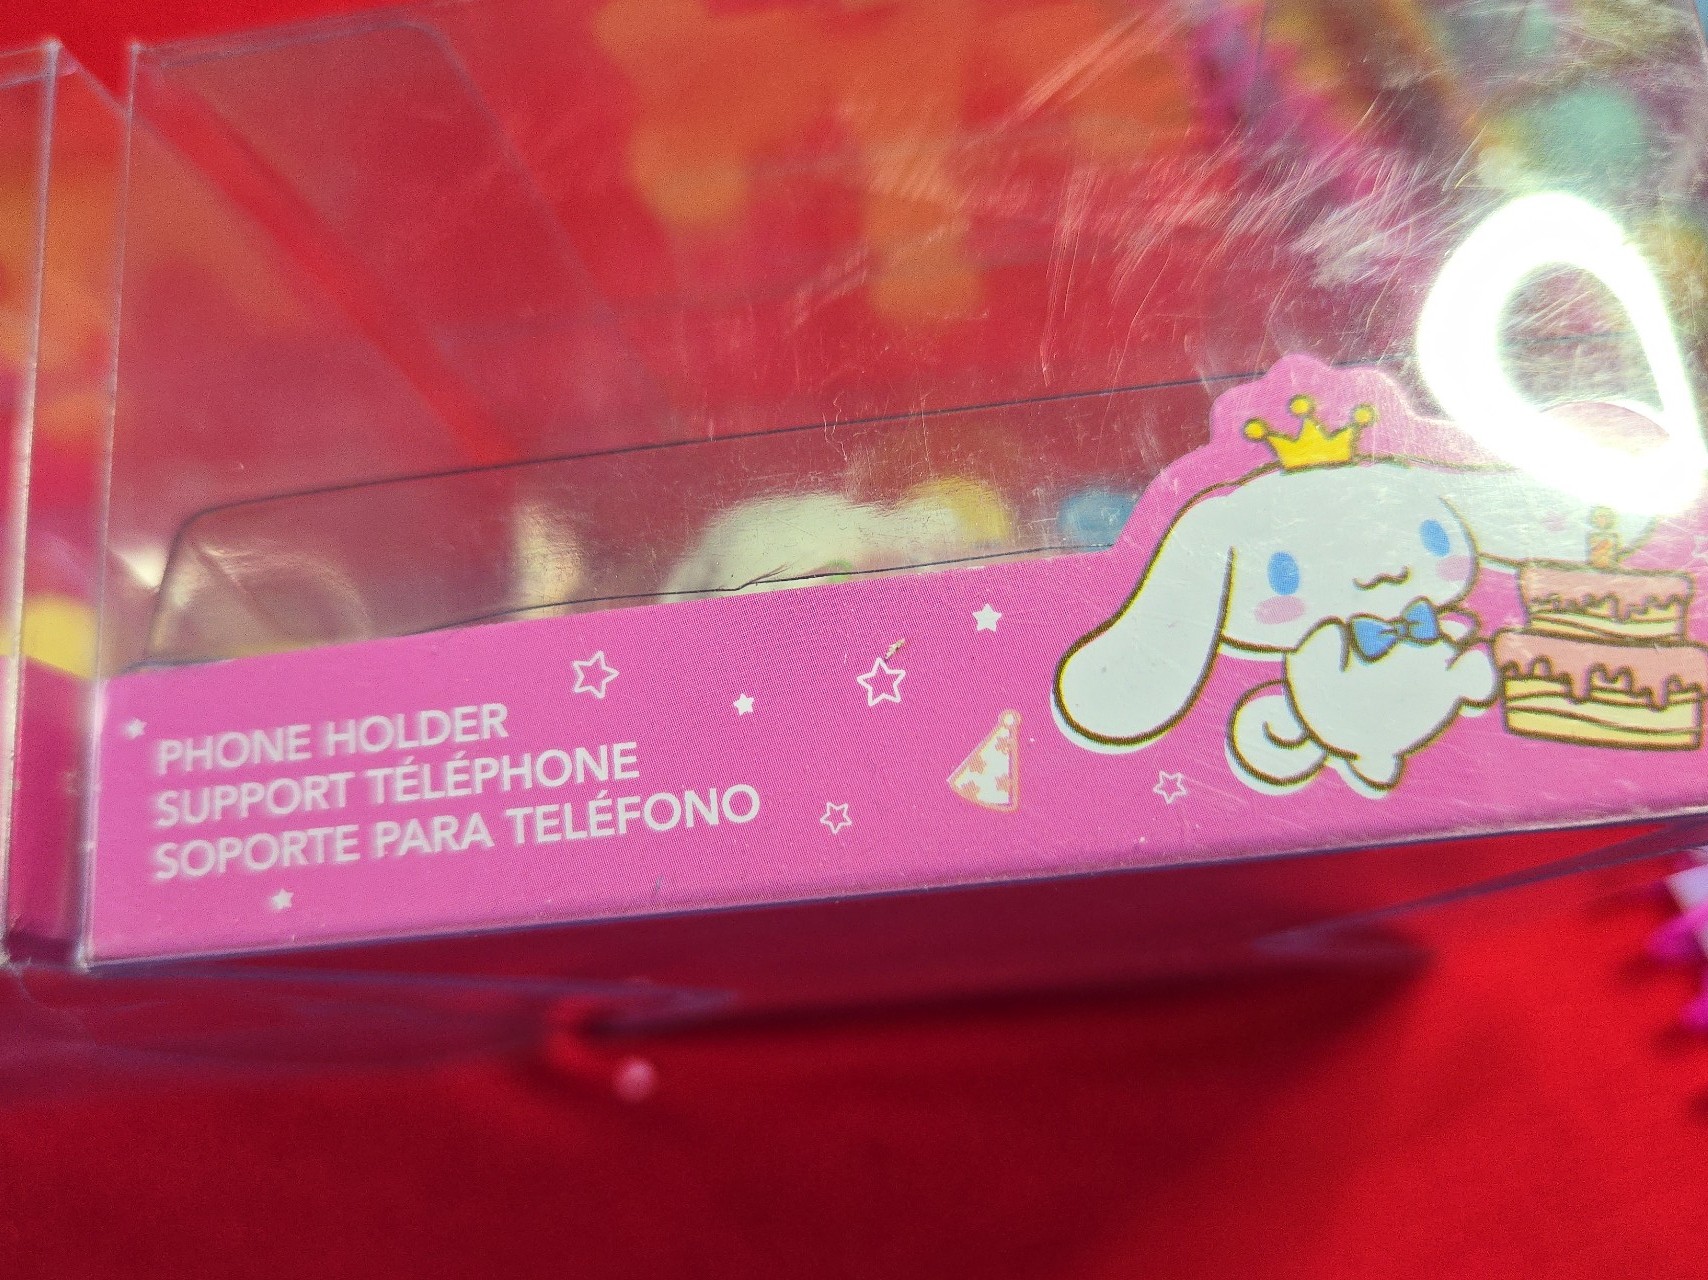 PHONE HOLDER
SUPPORT TÉLÉPHONE
SOPORTE PARA TELÉFONO